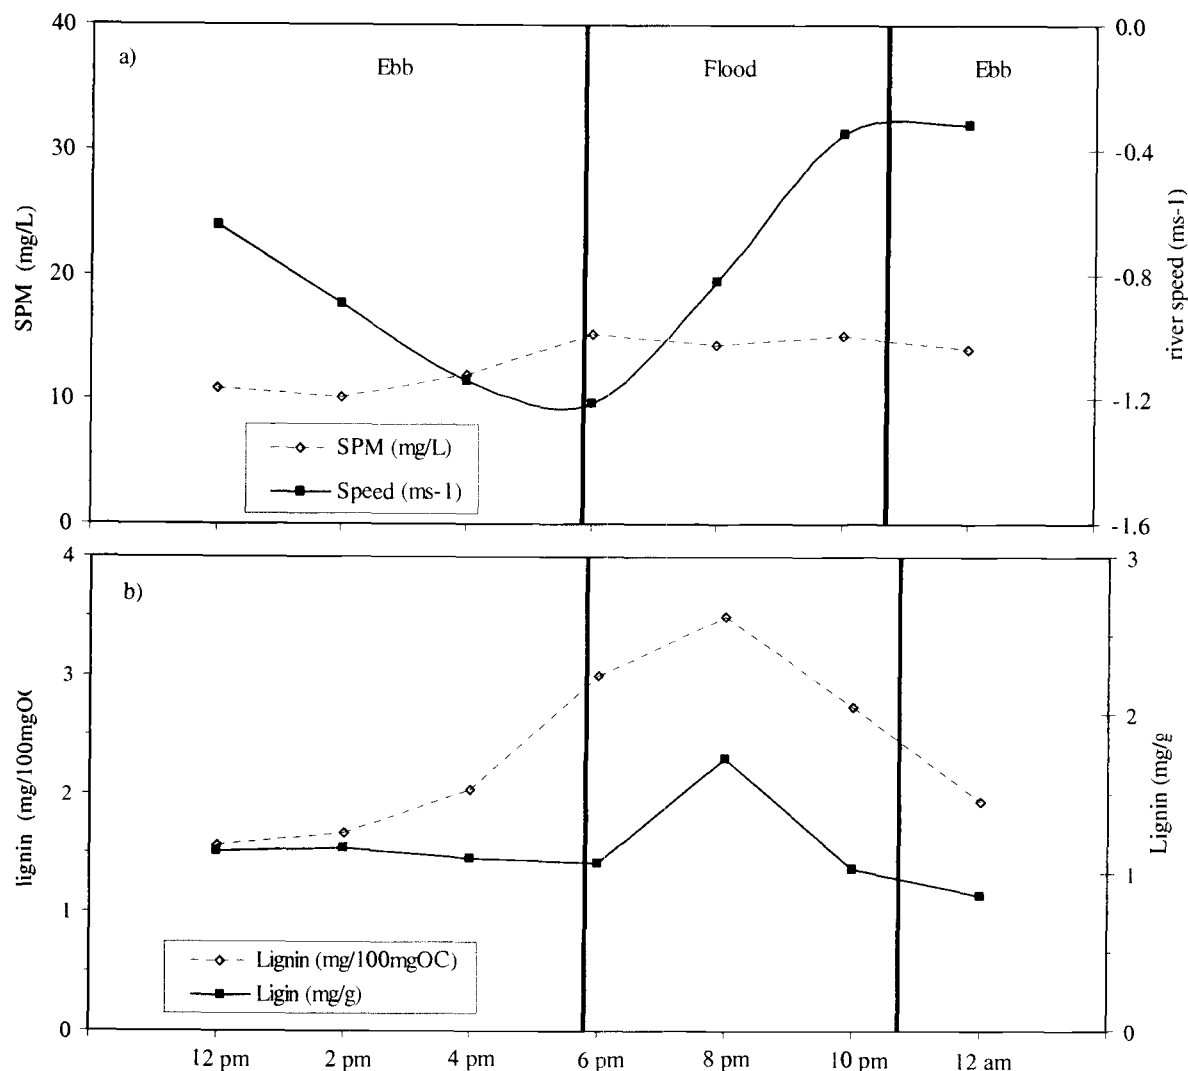 40
0.0
a)
Ebb
Flood
Ebb
30
-0.4
SPM (mg/L)
20
-0.8
river speed (ms-1)
10
-1.2
SPM (mg/L)
Speed (ms-1)
0
-1.6
4
3
b)
3
2
lignin (mg/100mgO
2
Lignin (mg/g
1
1
Lignin (mg/100mgOC)
Ligin (mg/g)
0
0
12 pm
2 pm
4 pm
6 pm
8 pm
10 pm
12 am